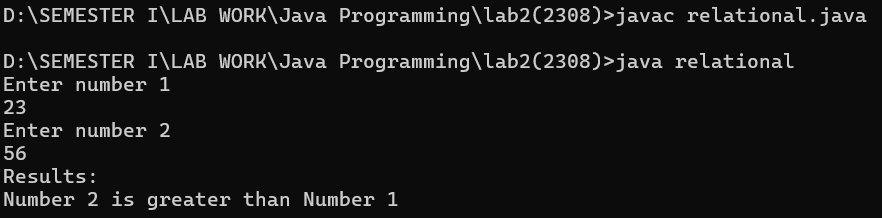 D:\SEMESTER I\LAB WORK\Java Programming\lab2(2308)>javac relational.java
D:\SEMESTER I\LAB WORK\Java Programming\lab2(2308)>java relational
Enter number 1
23
Enter number 2
56
Results:
Number 2 is greater than Number 1